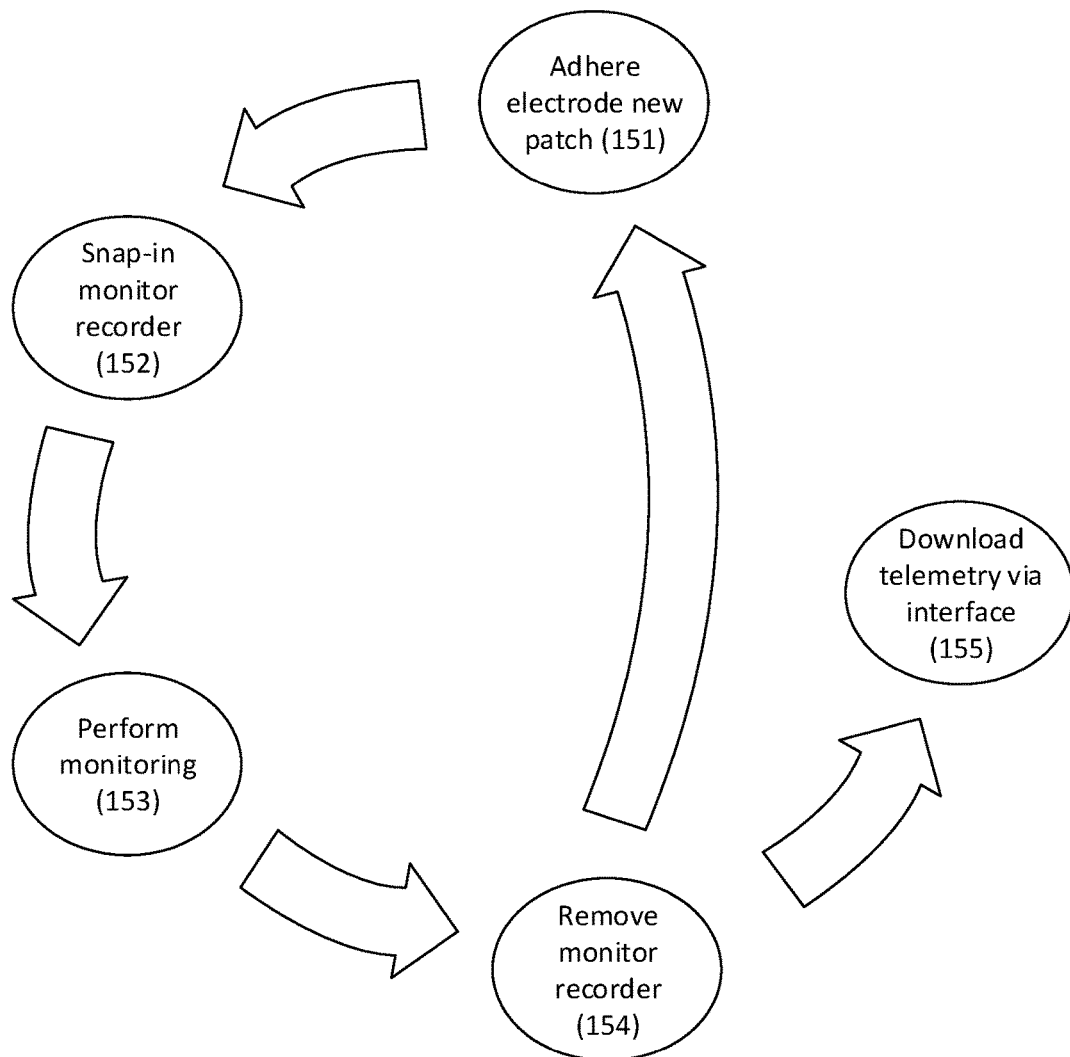 Adhere
electrode new
patch (151)
Snap-in
monitor
recorder
(152)
Perform
monitoring
(153)
Remove
monitor
recorder
(154)
Download
telemetry via
interface
(155)